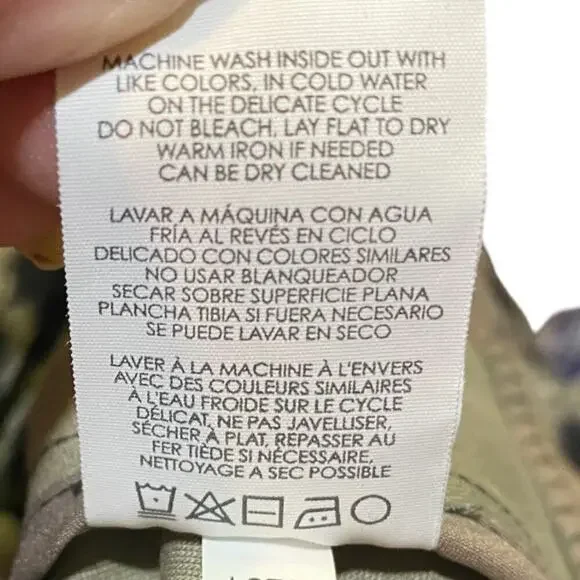 MACHINE WASH INSIDE OUT WITH
LIKE COLORS, IN COLD WATER
ON THE DELICATE CYCLE
DO NOT BLEACH, LAY FLAT TO DRY
WARM IRON IF NEEDED
CAN BE DRY CLEANED
LAVAR A MÁQUINA CON AGUA
FRÍA AL REVÉS EN CICLO
DELICADO CON COLORES SIMILARES
NO USAR BLANQUEADOR
SECAR SOBRE SUPERFICIE PLANA
PLANCHA TIBIA SI FUERA NECESARIO
SE PUEDE LAVAR EN SECO
LAVER À LA MACHINE À L'ENVERS
AVEC DES COULEURS SIMILAIRES
À L'EAU FROIDE SUR LE CYCLE
DÉLICAT, NE PAS JAVELLISER,
SÉCHER À PLAT, REPASSER AU
FER TIÈDE SI NÉCESSAIRE,
NETTOYAGE A SEC POSSIBLE